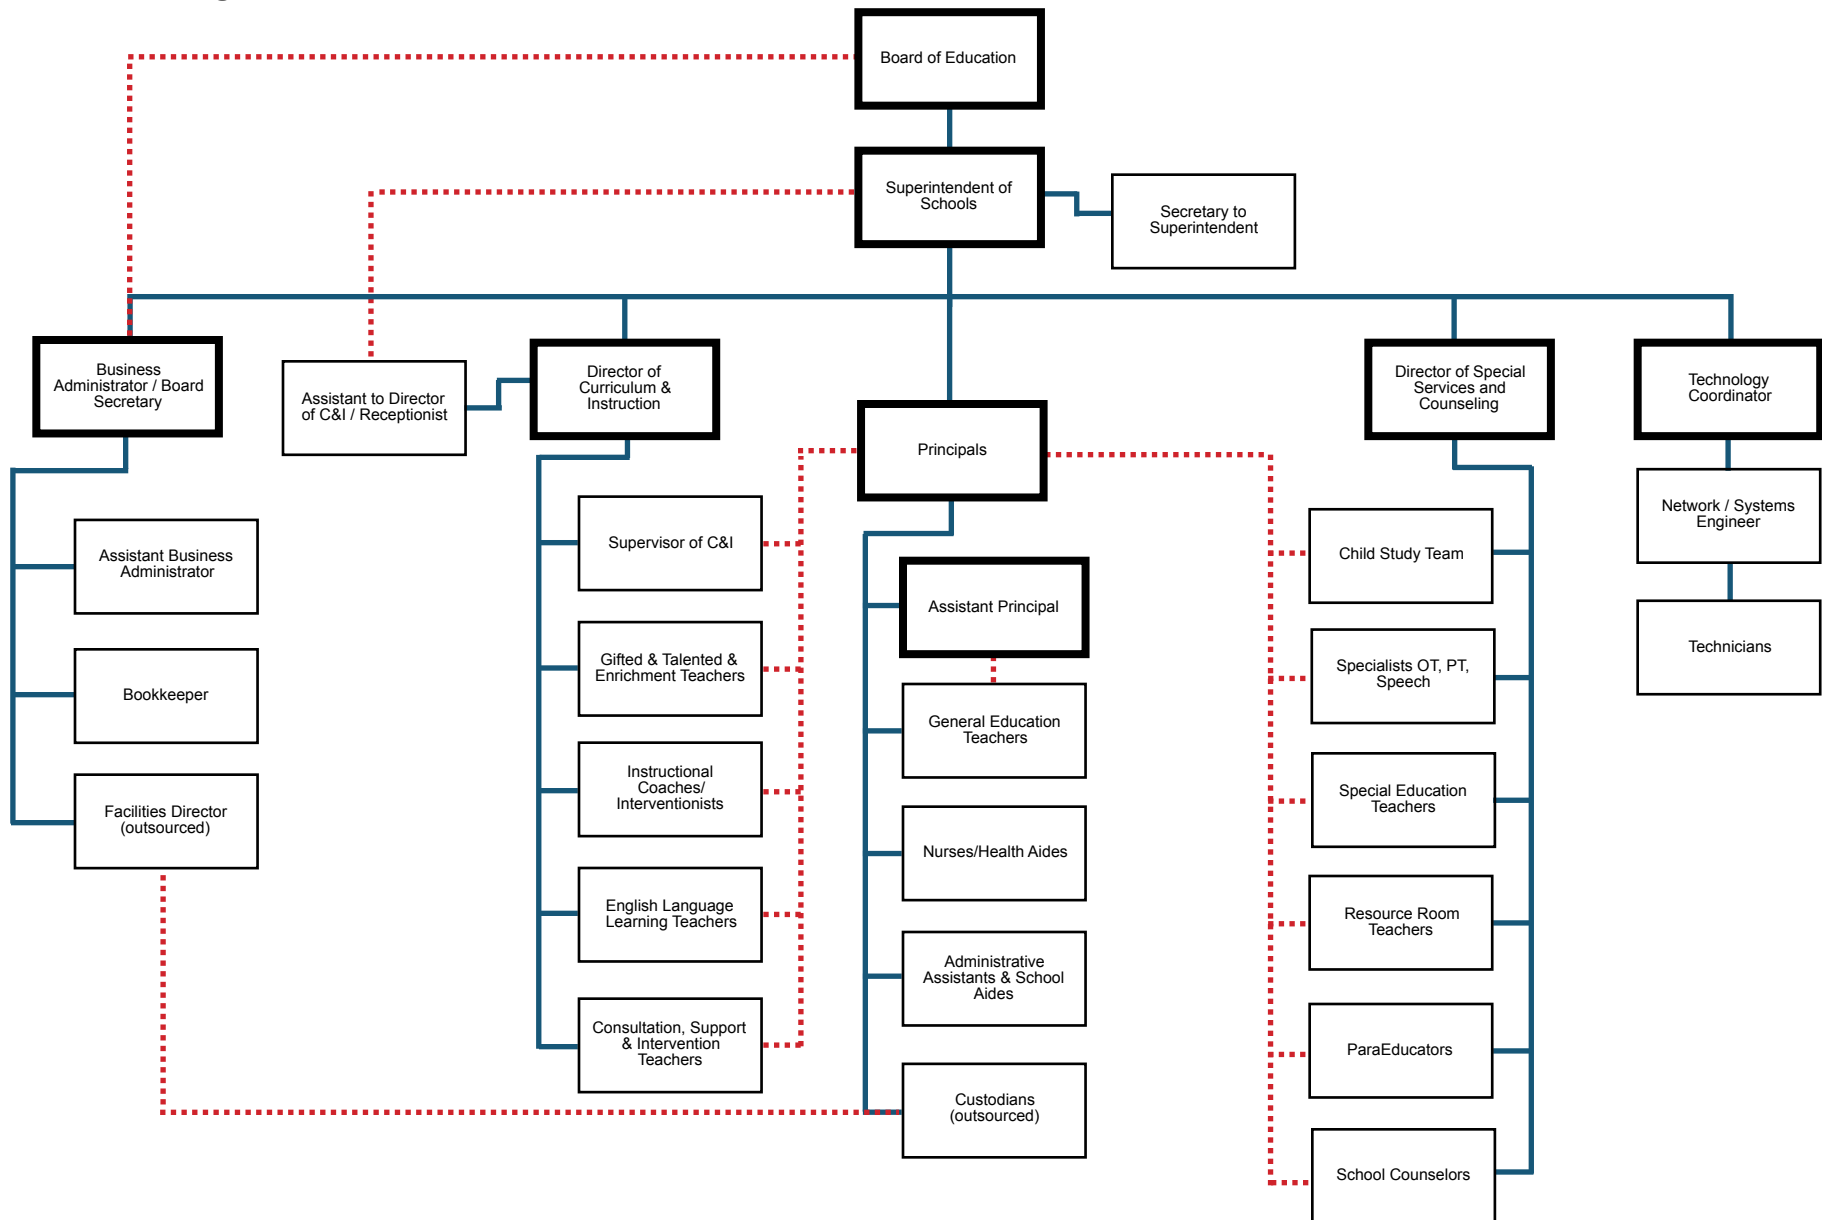 Board of Education
Superintendent of
Schools
Secretary to
Superintendent
Business
Administrator / Board
Secretary
Assistant to Director
of C&I / Receptionist
Director of
Curriculum &
Instruction
Principals
Director of Special
Services and
Counseling
Technology
Coordinator
Assistant Business
Administrator
Bookkeeper
Facilities Director
(outsourced)
Supervisor of C&I
Gifted & Talented &
Enrichment Teachers
Instructional
Coaches/
Interventionists
English Language
Learning Teachers
Consultation, Support
& Intervention
Teachers
Assistant Principal
General Education
Teachers
Nurses/Health Aides
Administrative
Assistants & School
Aides
Custodians
(outsourced)
Child Study Team
Specialists OT, PT,
Speech
Special Education
Teachers
Resource Room
Teachers
ParaEducators
School Counselors
Network / Systems
Engineer
Technicians